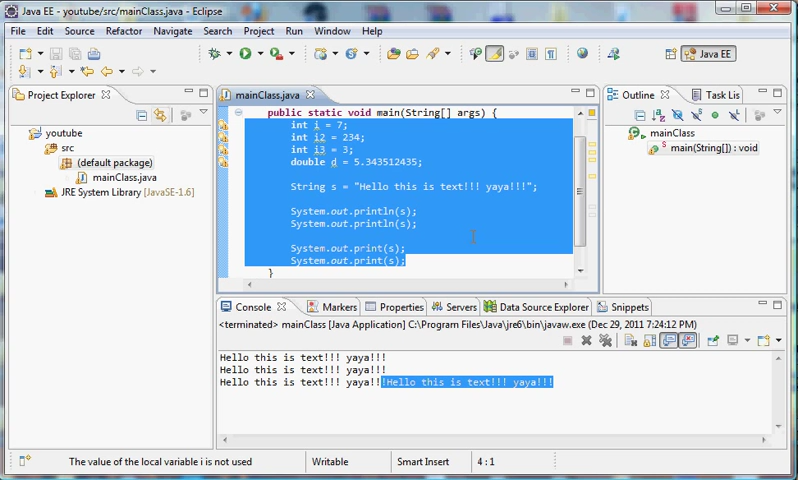 Java EE - youtube/src/mainClass.java - Eclipse
File Edit Source Refactor Navigate Search Project Run Window Help
Java EE
Project Explorer
youtube
src
(default package)
mainClass.java
JRE System Library [JavaSE-1.6]
mainClass.java
public static void main(String[] args) {
int i = 7;
int i2 = 234;
int i3 = 3;
double d = 5.343512435;
String s = "Hello this is text!!! yaya!!!";
System.out.println(s);
System.out.println(s);
System.out.print(s);
System.out.print(s);
}
Outline Task Lis
mainClass
main(String[]) : void
Console Markers Properties Servers Data Source Explorer Snippets
<terminated> mainClass [Java Application] C:\Program Files\Java\jre6\bin\javaw.exe (Dec 29, 2011 7:24:12 PM)
Hello this is text!!! yaya!!!
Hello this is text!!! yaya!!!
Hello this is text!!! yaya!!!Hello this is text!!! yaya!!!
The value of the local variable i is not used Writable Smart Insert 4 : 1